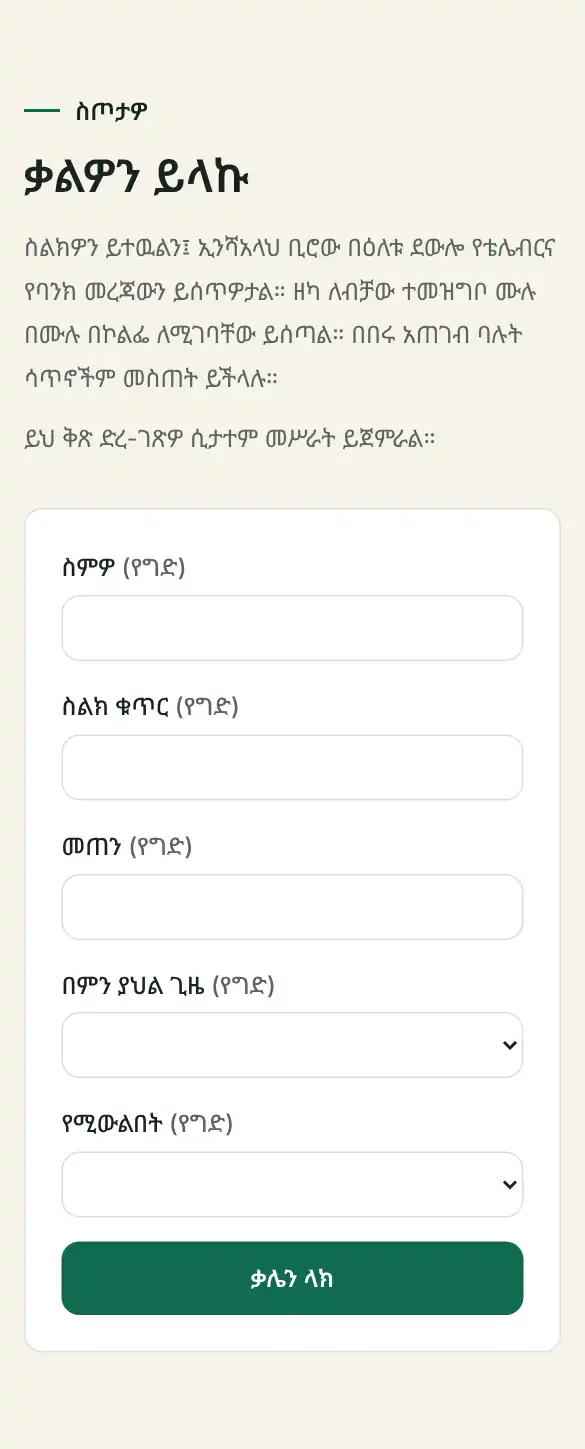 ስጦታዎ
ቃልዎን ይላኩ
ስልክዎን ይተዉልን፤ ኢንሻአላህ ቢሮው በዕለቱ ደውሎ የቴሌብርና
የባንክ መረጃውን ይሰጥዎታል። ዘካ ለብቻው ተመዝግቦ ሙሉ
በሙሉ በኮልፌ ለሚገባቸው ይሰጣል። በበሩ አጠገብ ባሉት
ሳጥኖችም መስጠት ይችላሉ።
ይህ ቅጽ ድረ-ገጽዎ ሲታተም መሥራት ይጀምራል።
ስምዎ (የግድ)
ስልክ ቁጥር (የግድ)
መጠን (የግድ)
በምን ያህል ጊዜ (የግድ)
የሚውልበት (የግድ)
ቃሌን ላክ